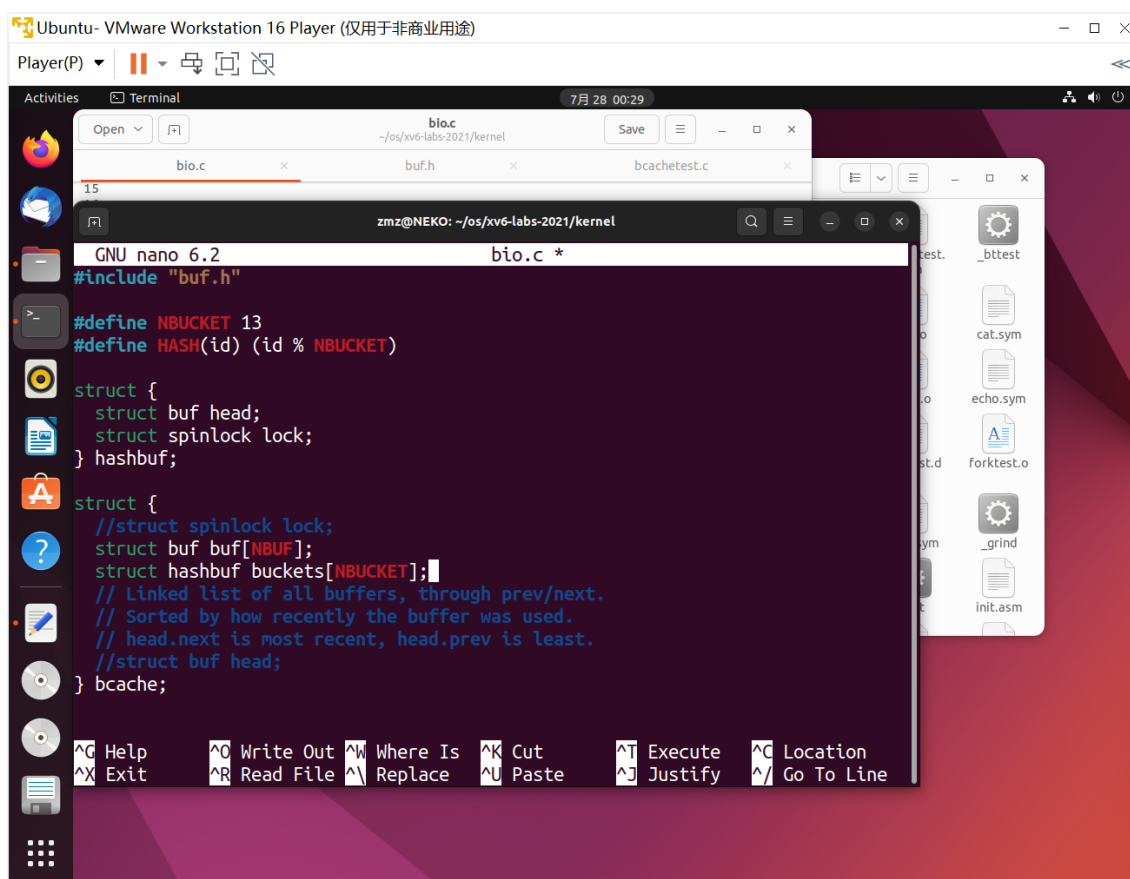 Ubuntu- VMware Workstation 16 Player (仅用于非商业用途)
Player(P)
Activities
Terminal
7月 28 00:29
Open
bio.c
~/os/xv6-labs-2021/kernel
Save
bio.c
buf.h
bcachetest.c
15
zmz@NEKO: ~/os/xv6-labs-2021/kernel
GNU nano 6.2 bio.c *
#include "buf.h"
#define NBUCKET 13
#define HASH(id) (id % NBUCKET)
struct {
struct buf head;
struct spinlock lock;
} hashbuf;
struct {
//struct spinlock lock;
struct buf buf[NBUF];
struct hashbuf buckets[NBUCKET];
// Linked list of all buffers, through prev/next.
// Sorted by how recently the buffer was used.
// head.next is most recent, head.prev is least.
//struct buf head;
} bcache;
^G Help ^O Write Out ^W Where Is ^K Cut ^T Execute ^C Location
^X Exit ^R Read File ^\ Replace ^U Paste ^J Justify ^/ Go To Line
_bttest
cat.sym
echo.sym
forktest.o
_grind
init.asm